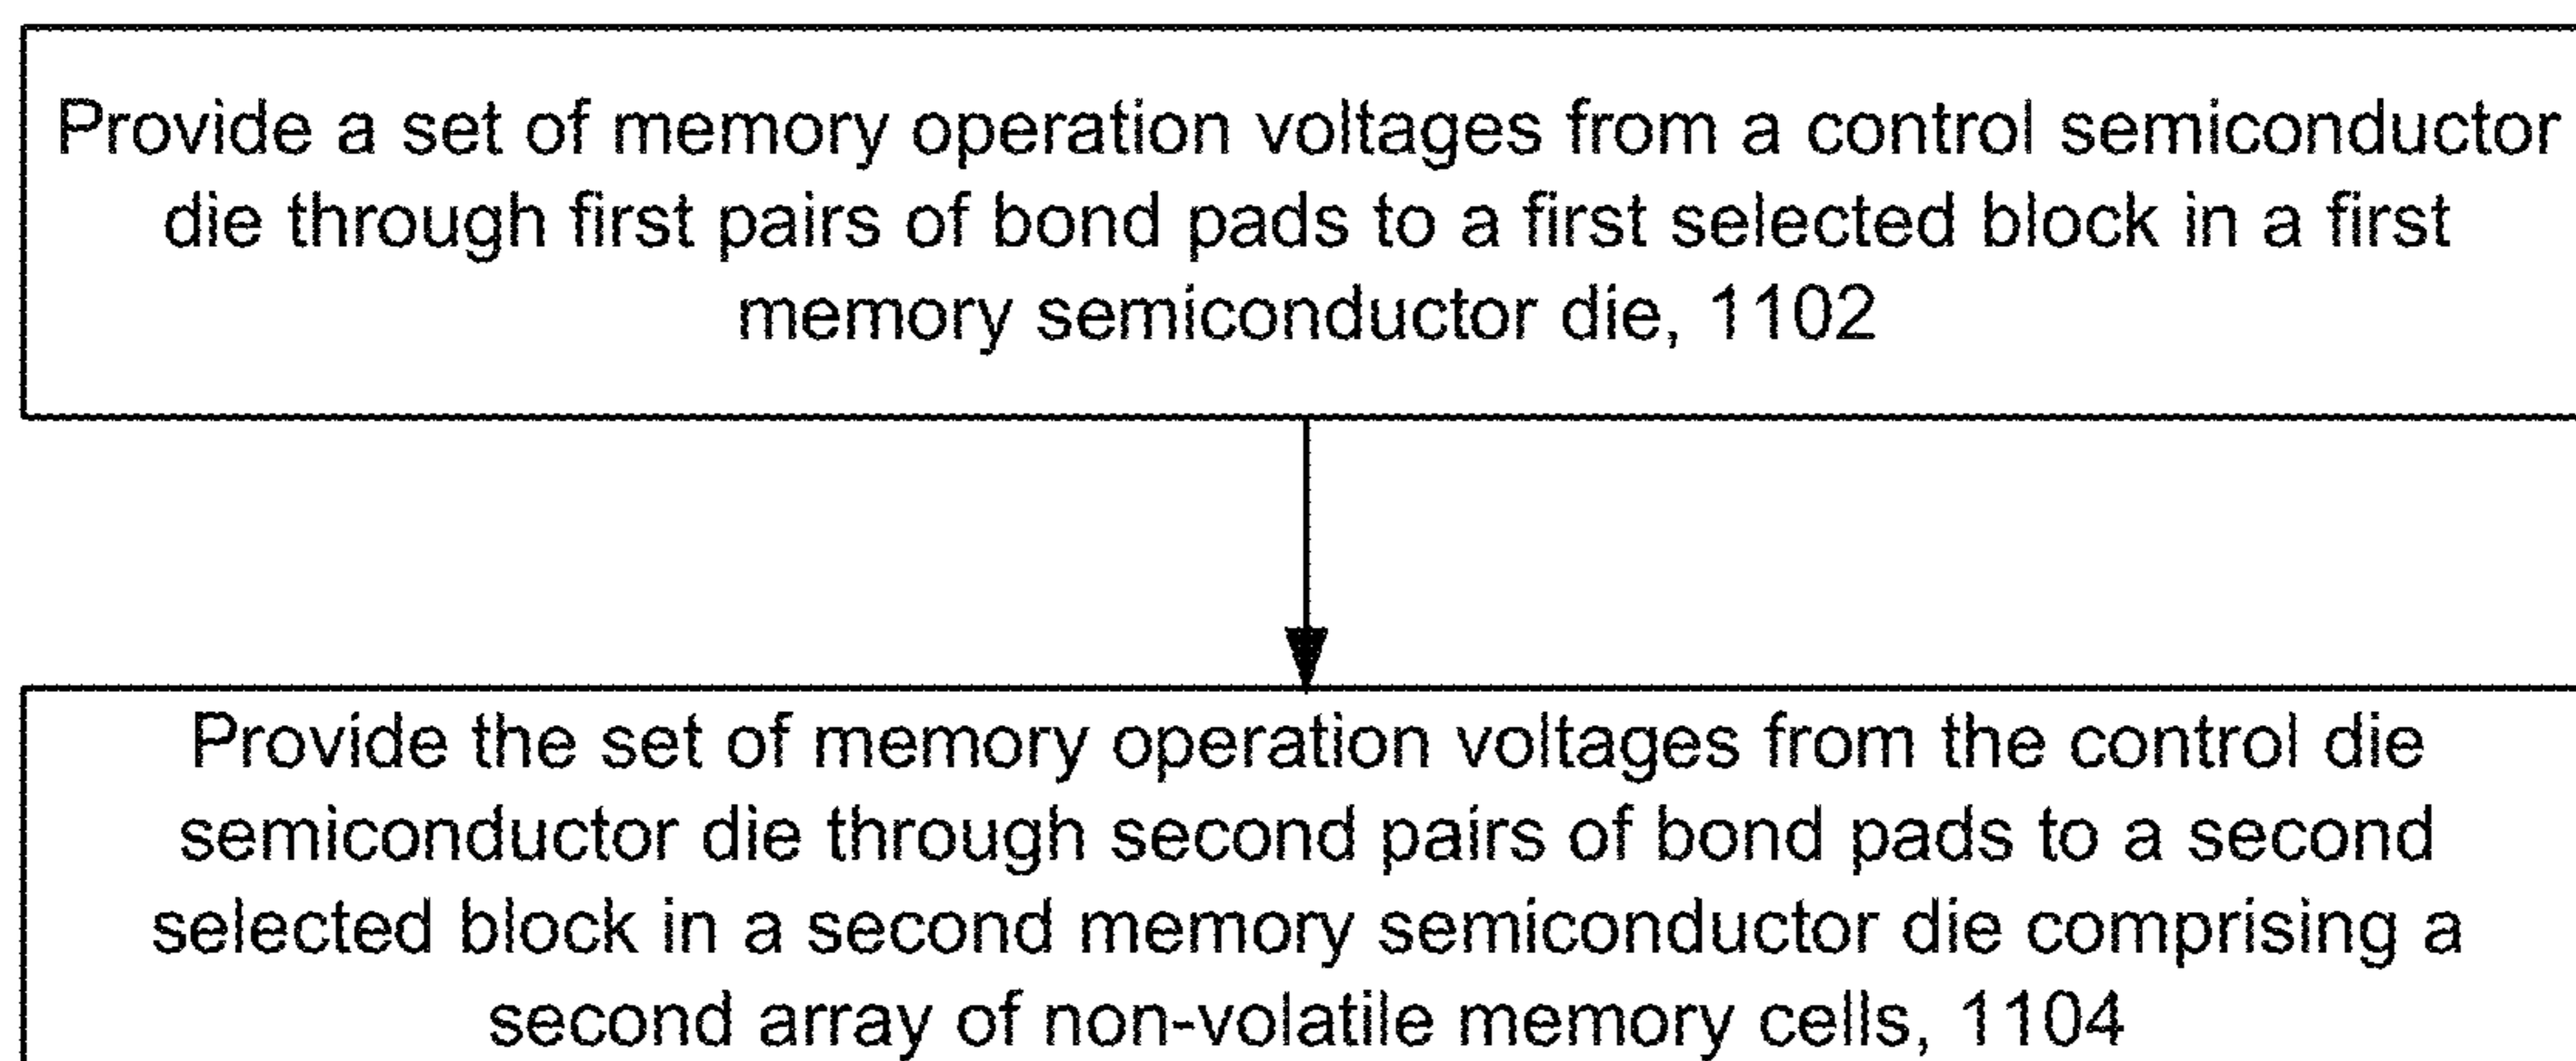 Provide a set of memory operation voltages from a control semiconductor
die through first pairs of bond pads to a first selected block in a first
memory semiconductor die, 1102
Provide the set of memory operation voltages from the control die
semiconductor die through second pairs of bond pads to a second
selected block in a second memory semiconductor die comprising a
second array of non-volatile memory cells, 1104